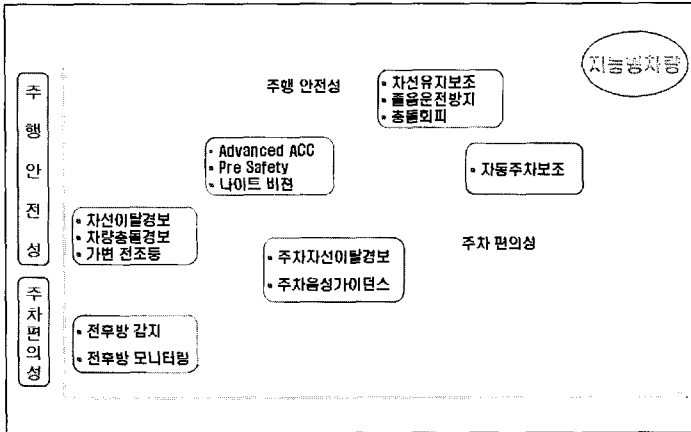 지능형차량
주행 안전성
주행안전성
• 차선유지보조
• 졸음운전방지
• 충돌회피
• Advanced ACC
• Pre Safety
• 나이트 비젼
• 자동주차보조
• 차선이탈경보
• 차량충돌경보
• 가변 전조등
주차 편의성
• 주차자선이탈경보
• 주차음성가이던스
주차편의성
• 전후방 감지
• 전후방 모니터링